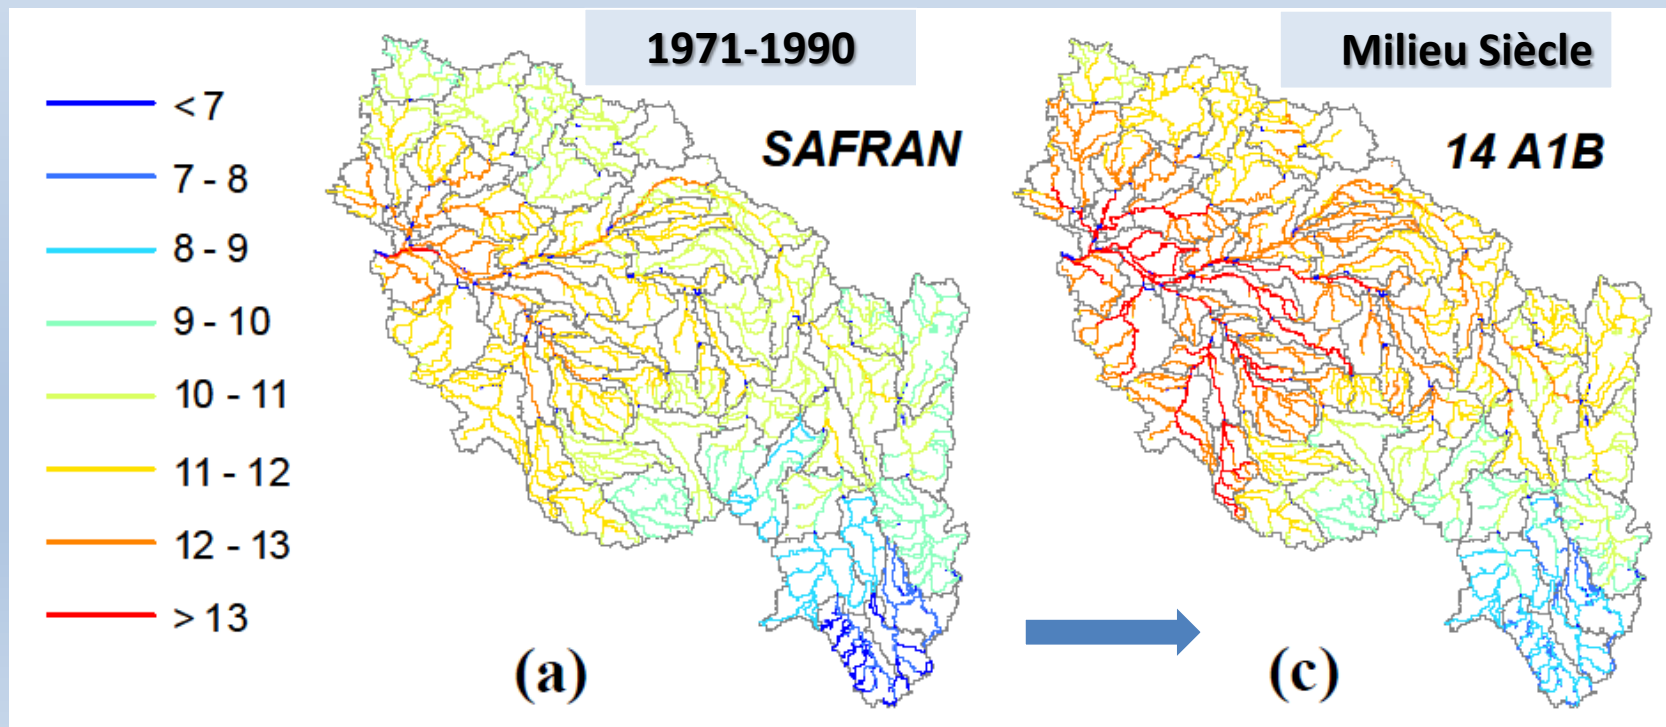 1971-1990
Milieu Siècle
SAFRAN
14 A1B
< 7
7 - 8
8 - 9
9 - 10
10 - 11
11 - 12
12 - 13
> 13
(a)
(c)